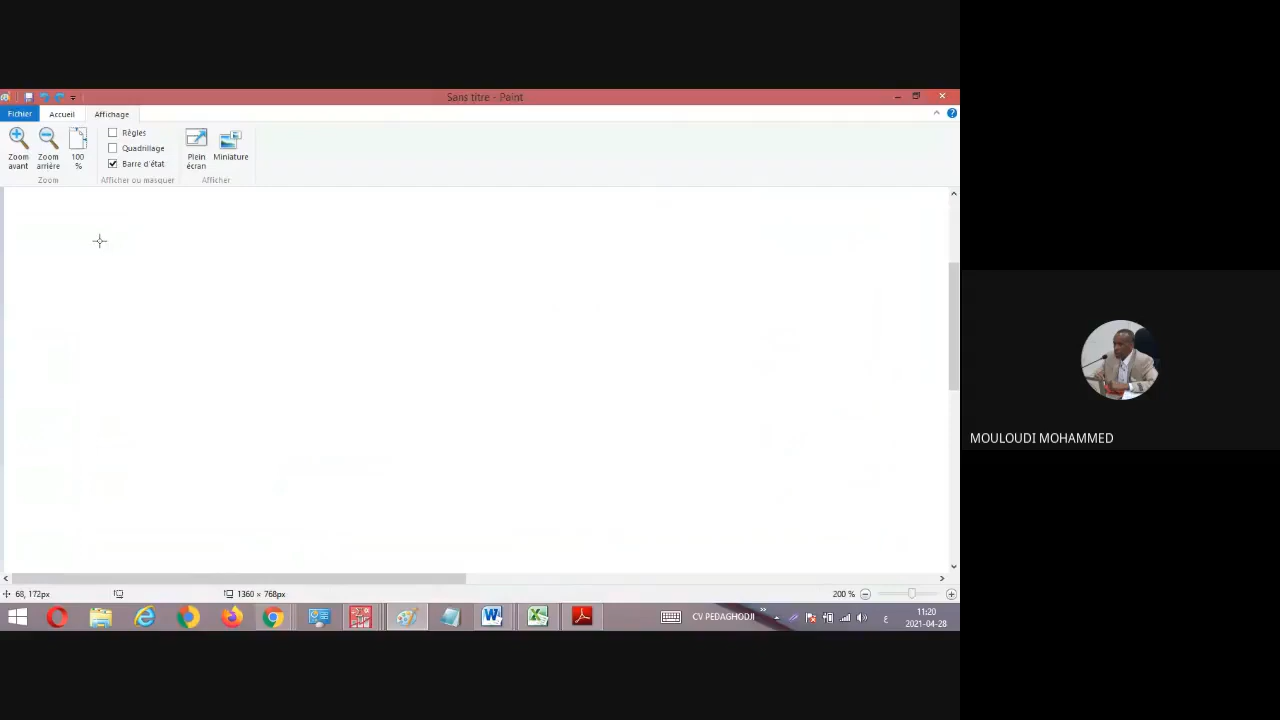 Sans titre - Paint
Fichier Accueil Affichage
Zoom avant Zoom arrière 100 %
Règles
Quadrillage
Barre d'état
Plein écran Miniature
Zoom Afficher ou masquer Afficher
MOULOUDI MOHAMMED
68, 172px 1360 × 768px 200 %
CV PEDAGHODJI » ع 11:20
2021-04-28